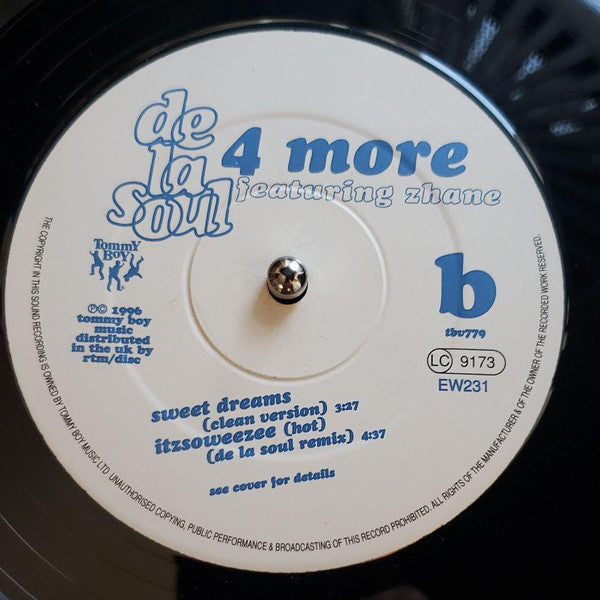 de
la
soul
4 more
featuring zhane
Tommy
Boy
b
tbv779
℗© 1996
tommy boy
music
distributed
in the uk by
rtm/disc
LC 9173
EW231
sweet dreams
(clean version) 3:27
itzsoweezee (hot)
(de la soul remix) 4:37
see cover for details
THE COPYRIGHT IN THIS SOUND RECORDING IS OWNED BY TOMMY BOY MUSIC LTD. UNAUTHORISED COPYING, PUBLIC PERFORMANCE & BROADCASTING OF THIS RECORD PROHIBITED. ALL RIGHTS OF THE MANUFACTURER & OF THE OWNER OF THE RECORDED WORK RESERVED.